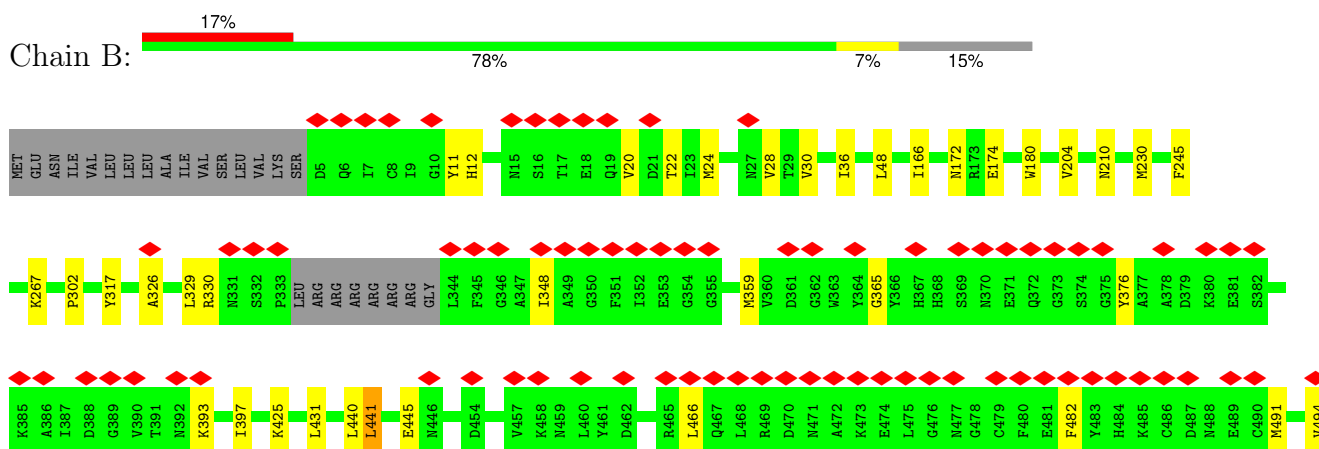 17%
Chain B:
78% 7% 15%
MET GLU ASN ILE VAL LEU LEU LEU ALA ILE VAL SER LEU VAL LYS SER D5 Q6 I7 C8 I9 G10 Y11 H12 N15 S16 T17 E18 Q19 V20 D21 T22 I23 M24 N27 V28 T29 V30 I36 L48 I166 N172 R173 E174 W180 V204 N210 M230 F245
K267 P302 Y317 A326 L329 R330 N331 S332 P333 LEU ARG ARG ARG ARG ARG ARG GLY L344 F345 G346 A347 I348 A349 G350 F351 I352 E353 G354 G355 M359 V360 D361 G362 W363 Y364 G365 Y366 H367 H368 S369 N370 E371 Q372 G373 S374 G375 Y376 A377 A378 D379 K380 E381 S382
K385 A386 I387 D388 G389 V390 T391 N392 K393 I397 K425 L431 L440 L441 E445 N446 D454 V457 K458 N459 L460 Y461 D462 R465 L466 Q467 L468 R469 D470 N471 A472 K473 E474 L475 G476 N477 G478 C479 F480 E481 F482 Y483 H484 K485 C486 D487 N488 E489 C490 M491 V494